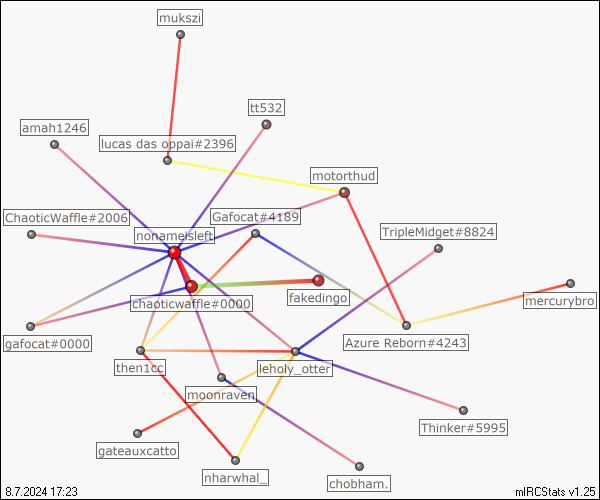 mukszi
tt532
amah1246
lucas das oppai#2396
motorthud
ChaoticWaffle#2006
Gafocat#4189
nonameisleft
TripleMidget#8824
chaoticwaffle#0000
fakedingo
mercurybro
gafocat#0000
Azure Reborn#4243
then1cc
leholy_otter
moonraven
Thinker#5995
gateauxcatto
nharwhal_
chobham.
8.7.2024 17:23
mIRCStats v1.25